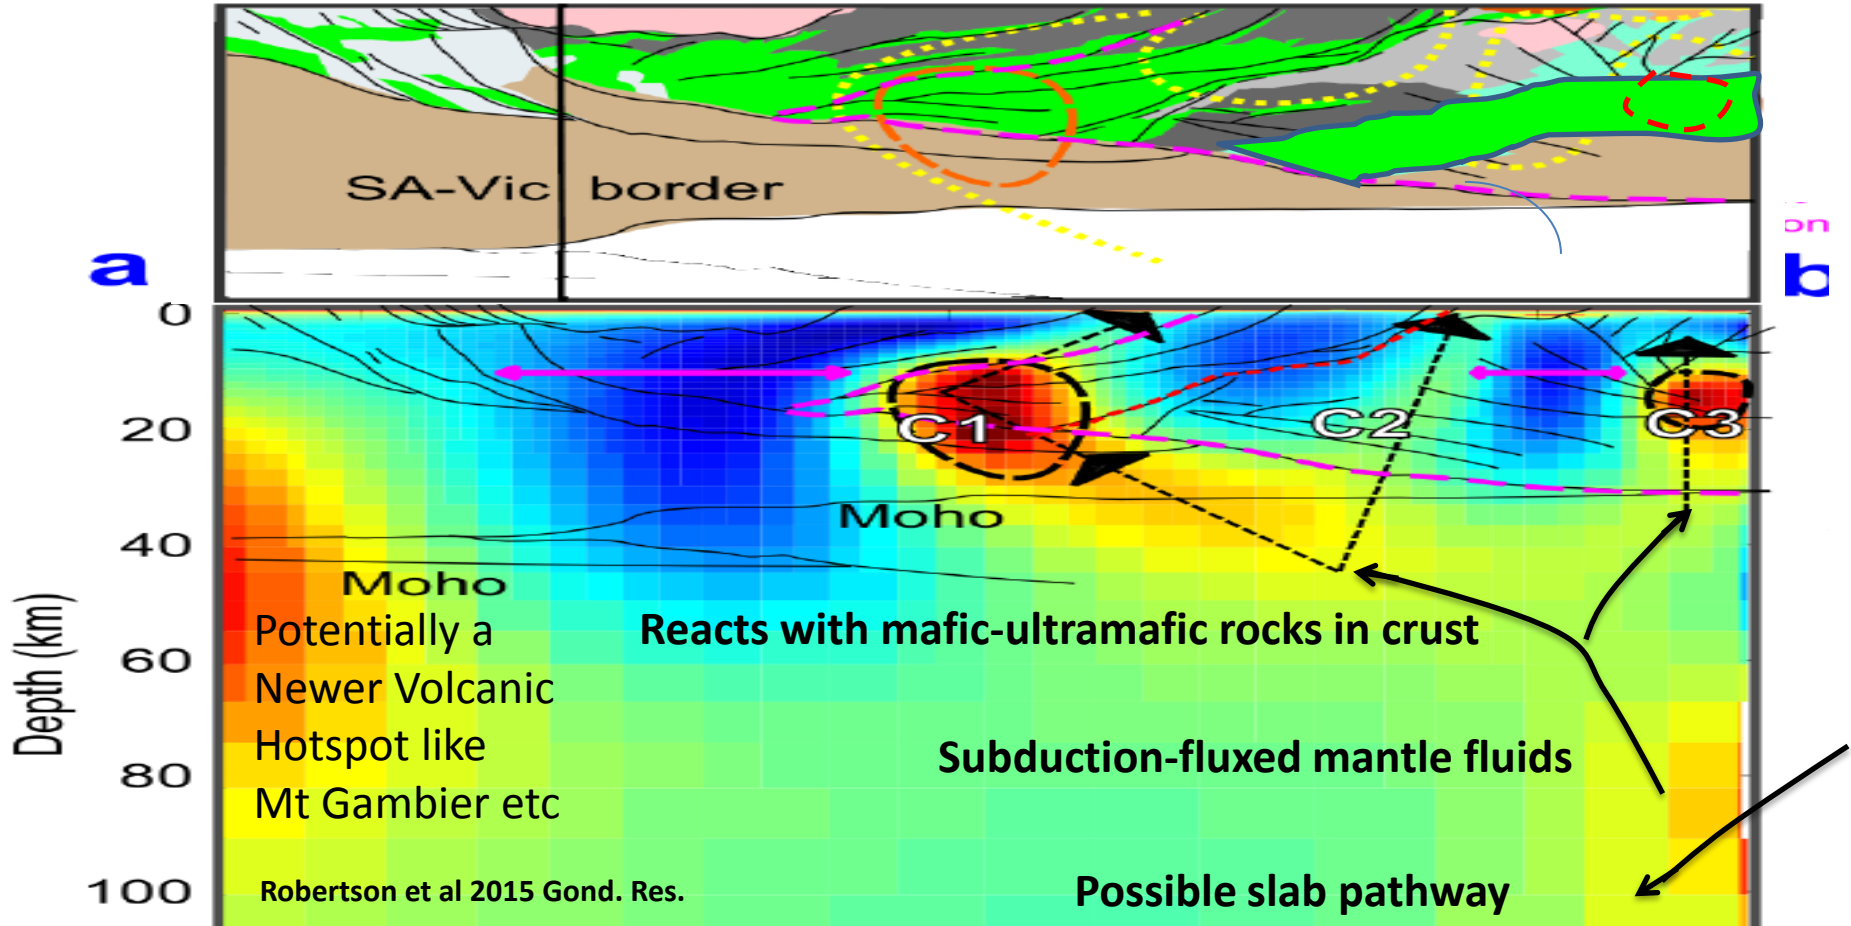 SA-Vic border
a
on
b
0
20
40
60
80
100
Depth (km)
C1
C2
C3
Moho
Moho
Potentially a
Newer Volcanic
Hotspot like
Mt Gambier etc
Reacts with mafic-ultramafic rocks in crust
Subduction-fluxed mantle fluids
Robertson et al 2015 Gond. Res.
Possible slab pathway